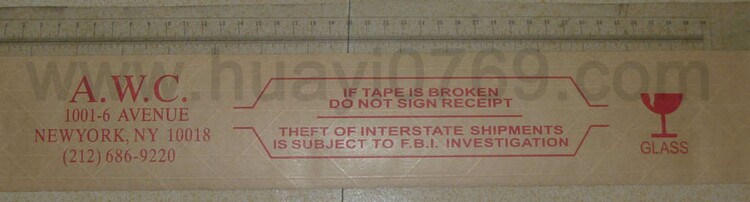 www.huayi0769.com
A.W.C.
1001-6 AVENUE
NEWYORK, NY 10018
(212) 686-9220
IF TAPE IS BROKEN
DO NOT SIGN RECEIPT
THEFT OF INTERSTATE SHIPMENTS
IS SUBJECT TO F.B.I. INVESTIGATION
GLASS